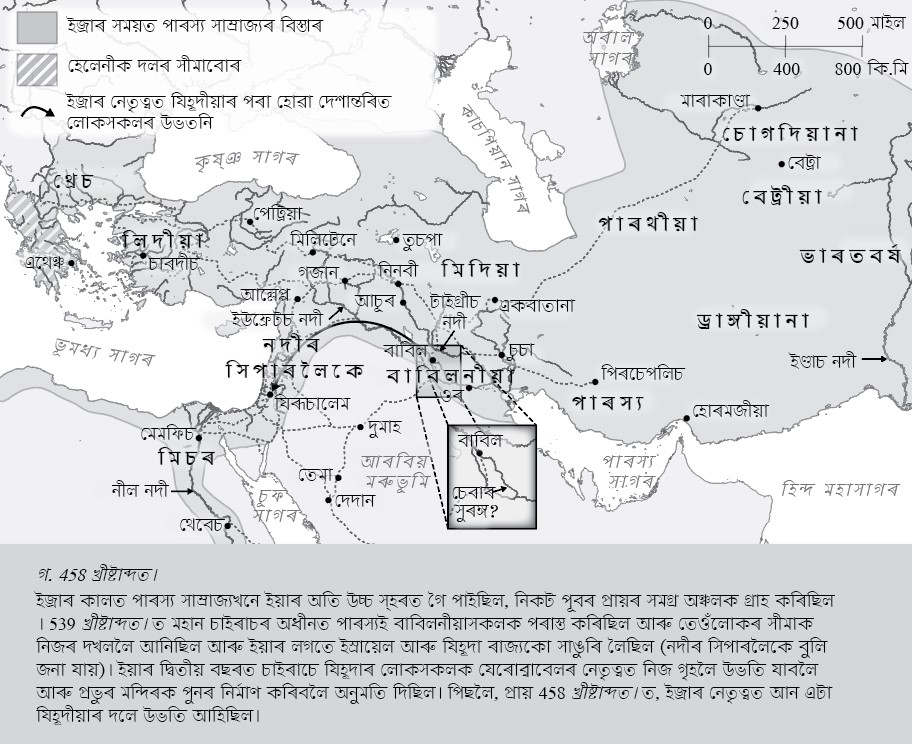 ইজ্ৰাৰ সময়ত পাৰস্য সাম্ৰাজ্যৰ বিস্তাৰ
হেলেনীক দলৰ সীমাবোৰ
ইজ্ৰাৰ নেতৃত্বত যিহূদীয়াৰ পৰা হোৱা দেশান্তৰিত
লোকসকলৰ উভতনি
0 250 500 মাইল
0 400 800 কি.মি
অৰাল
সাগৰ
মাৰাকাণ্ডা
চোগদিয়ানা
বেট্ৰা
বেট্ৰীয়া
কাচপিয়ান সাগৰ
কৃষ্ঞ সাগৰ
থ্ৰেচ
পেট্ৰিয়া
পাৰথীয়া
লিদীয়া
মিলিটেনে
তুচপা
ভাৰতবৰ্ষ
এথেঞ্চ
চাৰদীচ
গজান
নিনবী
মিদিয়া
আল্লেপ্প
আচূৰ
টাইগ্ৰীচ
নদী
একবাতানা
ইউফ্ৰেটচ নদী
ড্ৰাঙ্গীয়ানা
ভূমধ্য সাগৰ
নদীৰ
সিপাৰলৈকে
বাবিল
চুচা
ইণ্ডাচ নদী
বাবিলনীয়া
পিৰচেপলিচ
ওৰ
পাৰস্য
যিৰূচালেম
হোৰমজীয়া
মেমফিচ
দুমাহ
মিচৰ
বাবিল
আৰবিয়
মৰুভূমি
পাৰস্য
সাগৰ
তেমা
নীল নদী
চূফ
সাগৰ
দেদান
চেবাৰ
সুৰঙ্গ?
হিন্দ মহাসাগৰ
থেবেচ
গ. 458 খ্ৰীষ্টাব্দত।
ইজ্ৰাৰ কালত পাৰস্য সাম্ৰাজ্যখনে ইয়াৰ অতি উচ্চ স্হৰত গৈ পাইছিল, নিকট পূবৰ প্ৰায়ৰ সমগ্ৰ অঞ্চলক গ্ৰাহ কৰিছিল
। 539 খ্ৰীষ্টাব্দত। ত মহান চাইৰাচৰ অধীনত পাৰস্যই বাবিলনীয়াসকলক পৰাস্ত কৰিছিল আৰু তেওঁলোকৰ সীমাক
নিজৰ দখললৈ আনিছিল আৰু ইয়াৰ লগতে ইস্ৰায়েল আৰু যিহূদা ৰাজ্যকো সাঙুৰি লৈছিল (নদীৰ সিপাৰলৈকে বুলি
জনা যায়)। ইয়াৰ দ্বিতীয় বছৰত চাইৰাচে যিহূদাৰ লোকসকলক যেৰোব্বাবেলৰ নেতৃত্বত নিজ গৃহলৈ উভতি যাবলৈ
আৰু প্ৰভুৰ মন্দিৰক পুনৰ নিৰ্মাণ কৰিবলৈ অনুমতি দিছিল। পিছলৈ, প্ৰায় 458 খ্ৰীষ্টাব্দত। ত, ইজ্ৰাৰ নেতৃত্বত আন এটা
যিহূদীয়াৰ দলে উভতি আহিছিল।